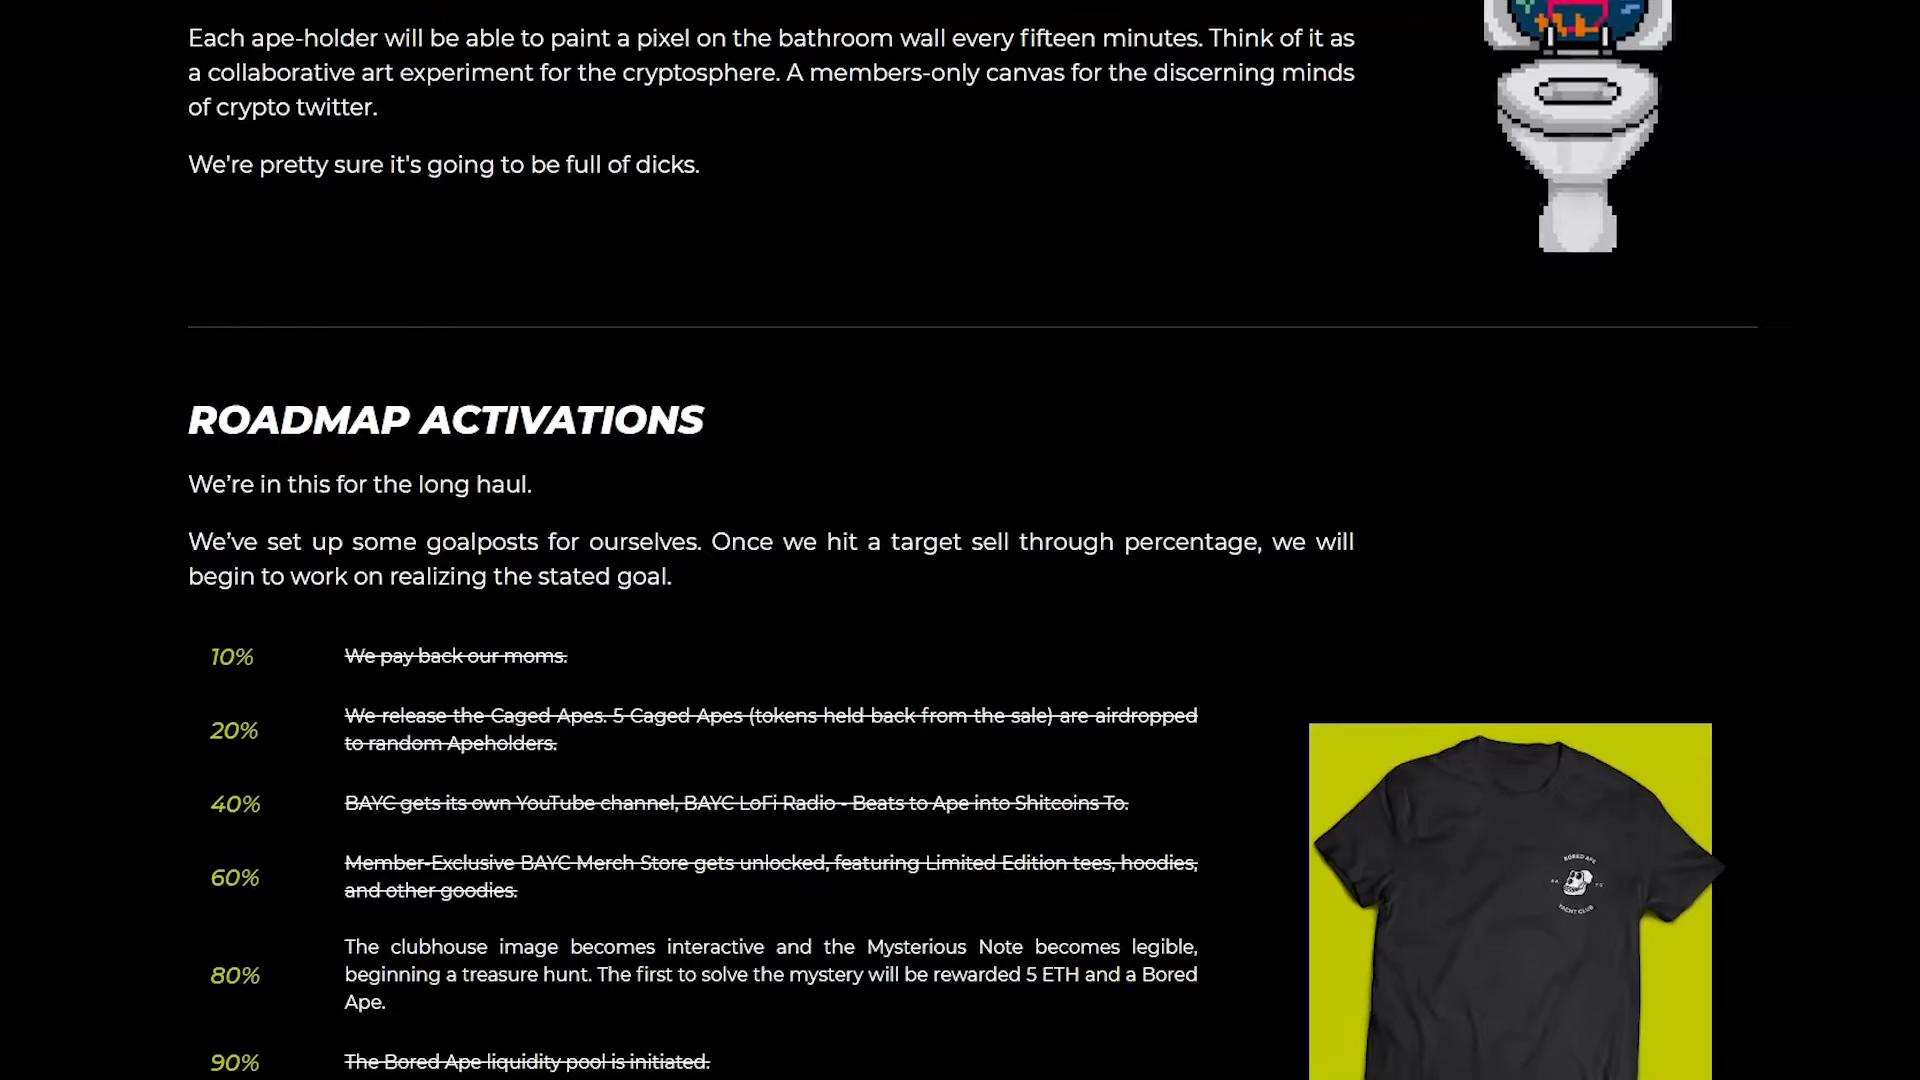 Each ape-holder will be able to paint a pixel on the bathroom wall every fifteen minutes. Think of it as
a collaborative art experiment for the cryptosphere. A members-only canvas for the discerning minds
of crypto twitter.
We're pretty sure it's going to be full of dicks.
ROADMAP ACTIVATIONS
We’re in this for the long haul.
We’ve set up some goalposts for ourselves. Once we hit a target sell through percentage, we will
begin to work on realizing the stated goal.
10% We pay back our moms.
20% We release the Caged Apes. 5 Caged Apes (tokens held back from the sale) are airdropped
to random Apeholders.
40% BAYC gets its own YouTube channel, BAYC LoFi Radio - Beats to Ape into Shitcoins To.
60% Member-Exclusive BAYC Merch Store gets unlocked, featuring Limited Edition tees, hoodies,
and other goodies.
80% The clubhouse image becomes interactive and the Mysterious Note becomes legible,
beginning a treasure hunt. The first to solve the mystery will be rewarded 5 ETH and a Bored
Ape.
90% The Bored Ape liquidity pool is initiated.
BORED APE
YACHT CLUB